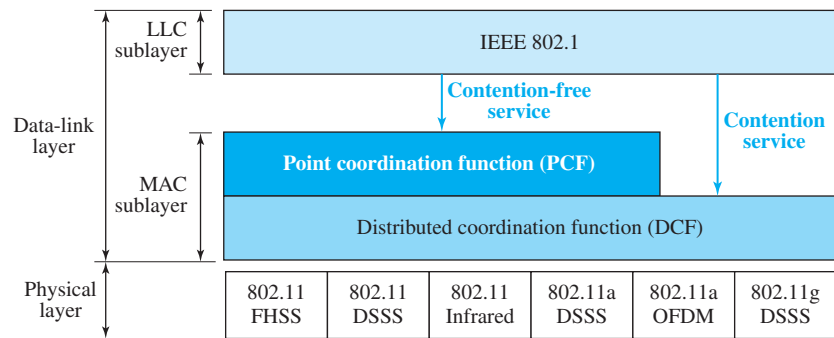 LLC
sublayer
IEEE 802.1
Contention-free
service
Contention
service
Data-link
layer
Point coordination function (PCF)
MAC
sublayer
Distributed coordination function (DCF)
Physical
layer
802.11
FHSS
802.11
DSSS
802.11
Infrared
802.11a
DSSS
802.11a
OFDM
802.11g
DSSS